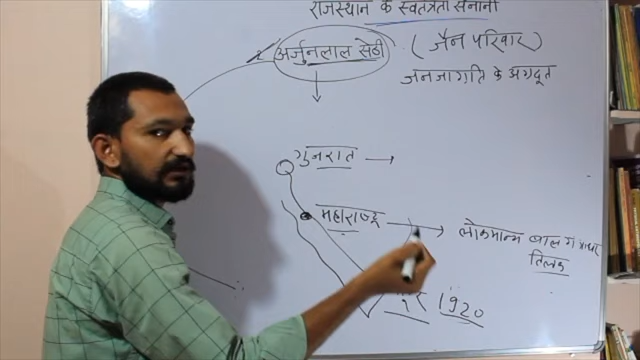 राजस्थान के स्वतंत्रता सेनानी
अर्जुनलाल सेठी (जैन परिवार)
जनजागृति के अग्रदूत
गुजरात
महाराष्ट्र लोकमान्य बाल गंगाधर
तिलक
1920